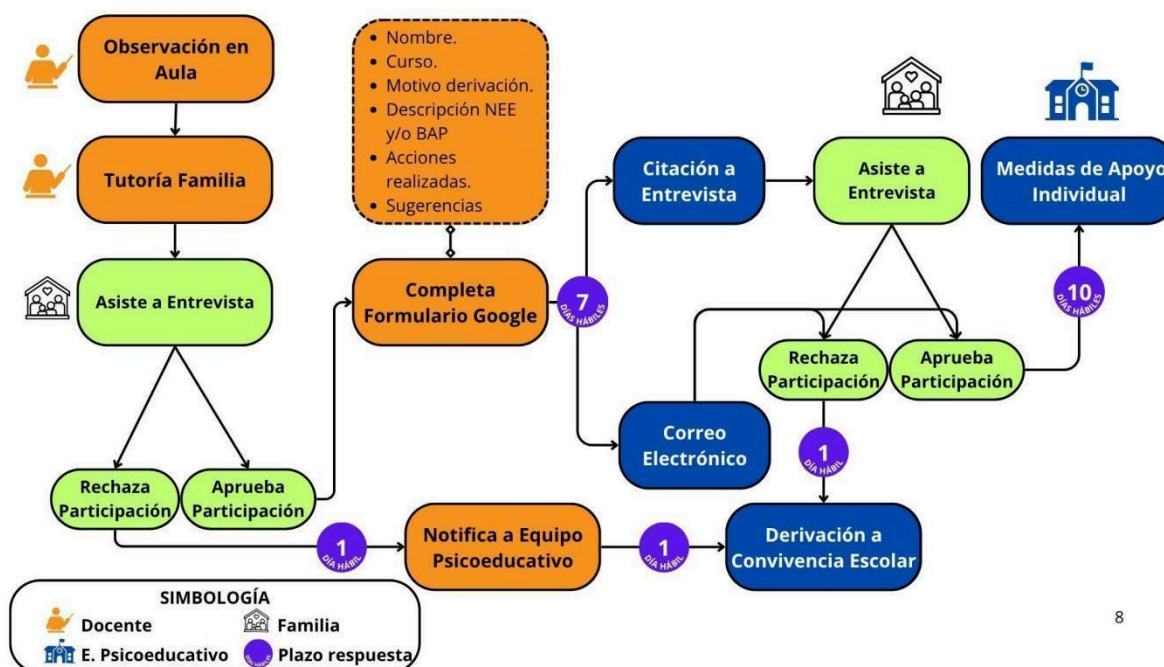 Observación en
Aula
Tutoría Familia
Asiste a Entrevista
Rechaza
Participación
Aprueba
Participación
• Nombre.
• Curso.
• Motivo derivación.
• Descripción NEE
y/o BAP
• Acciones
realizadas.
• Sugerencias
Completa
Formulario Google
7
DÍAS HÁBILES
Citación a
Entrevista
Asiste a
Entrevista
Medidas de Apoyo
Individual
10
DÍAS HÁBILES
Rechaza
Participación
Aprueba
Participación
Correo
Electrónico
1
DÍA HÁBIL
1
DÍA HÁBIL
Notifica a Equipo
Psicoeducativo
1
DÍA HÁBIL
Derivación a
Convivencia Escolar
SIMBOLOGÍA
Docente
Familia
E. Psicoeducativo
DÍAS HÁBILES
Plazo respuesta
8